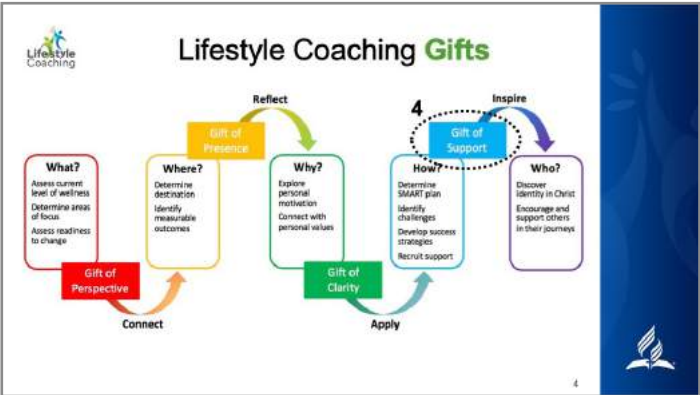 Lifestyle
Coaching
Lifestyle Coaching Gifts
Reflect
Inspire
4
Gift of
Presence
Gift of
Support
What?
Assess current
level of wellness
Determine areas
of focus
Assess readiness
to change
Where?
Determine
destination
Identify
measurable
outcomes
Why?
Explore
personal
motivation
Connect with
personal values
How?
Determine
SMART plan
Identify
challenges
Develop success
strategies
Recruit support
Who?
Discover
identity in Christ
Encourage and
support others
in their journeys
Gift of
Perspective
Gift of
Clarity
Connect
Apply
4